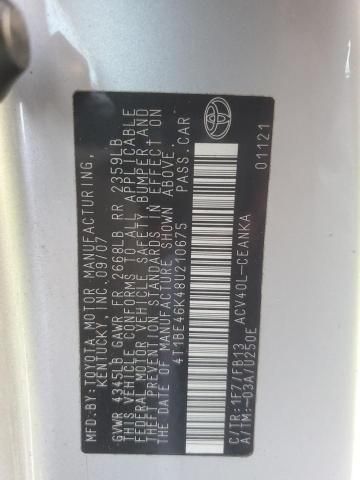 MFD.BY:TOYOTA MOTOR MANUFACTURING,
KENTUCKY, INC. 09/07
GVWR 4345LB GAWR FR 2668LB RR 2359LB
THIS VEHICLE CONFORMS TO ALL APPLICABLE
FEDERAL MOTOR VEHICLE SAFETY BUMPER,AND
THEFT PREVENTION STANDARDS IN EFFECT ON
THE DATE OF MANUFACTURE SHOWN ABOVE.
4T1BE46K48U210675 PASS.CAR
C/TR:1F7/FB13 ACV40L-CEANKA
A/TM:-03A/U250E 01121
TOYOTA